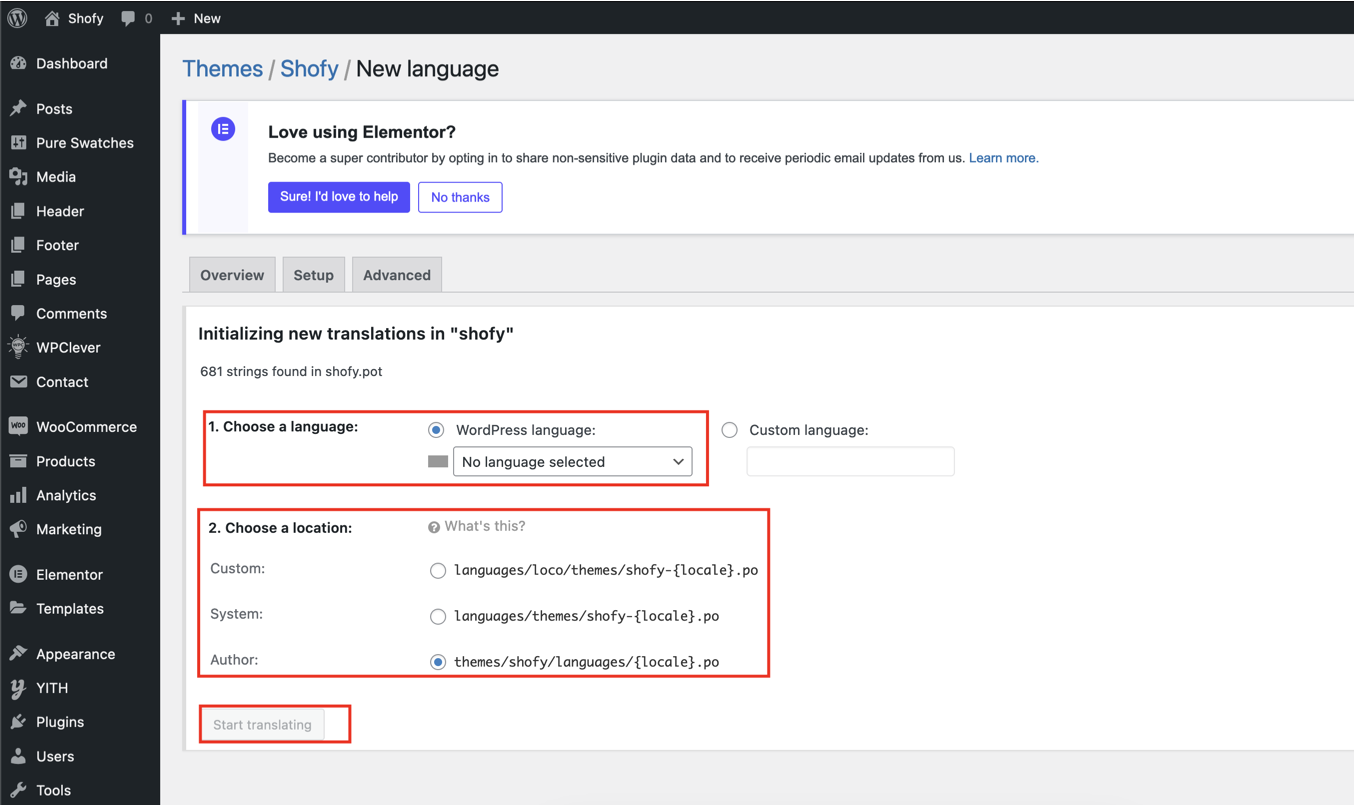 Shofy 0 New
Dashboard
Posts
Pure Swatches
Media
Header
Footer
Pages
Comments
WPClever
Contact
WooCommerce
Products
Analytics
Marketing
Elementor
Templates
Appearance
YITH
Plugins
Users
Tools
Themes / Shofy / New language
Love using Elementor?
Become a super contributor by opting in to share non-sensitive plugin data and to receive periodic email updates from us. Learn more.
Sure! I'd love to help No thanks
Overview Setup Advanced
Initializing new translations in "shofy"
681 strings found in shofy.pot
1. Choose a language: WordPress language: Custom language:
No language selected
2. Choose a location: What's this?
Custom: languages/loco/themes/shofy-{locale}.po
System: languages/themes/shofy-{locale}.po
Author: themes/shofy/languages/{locale}.po
Start translating